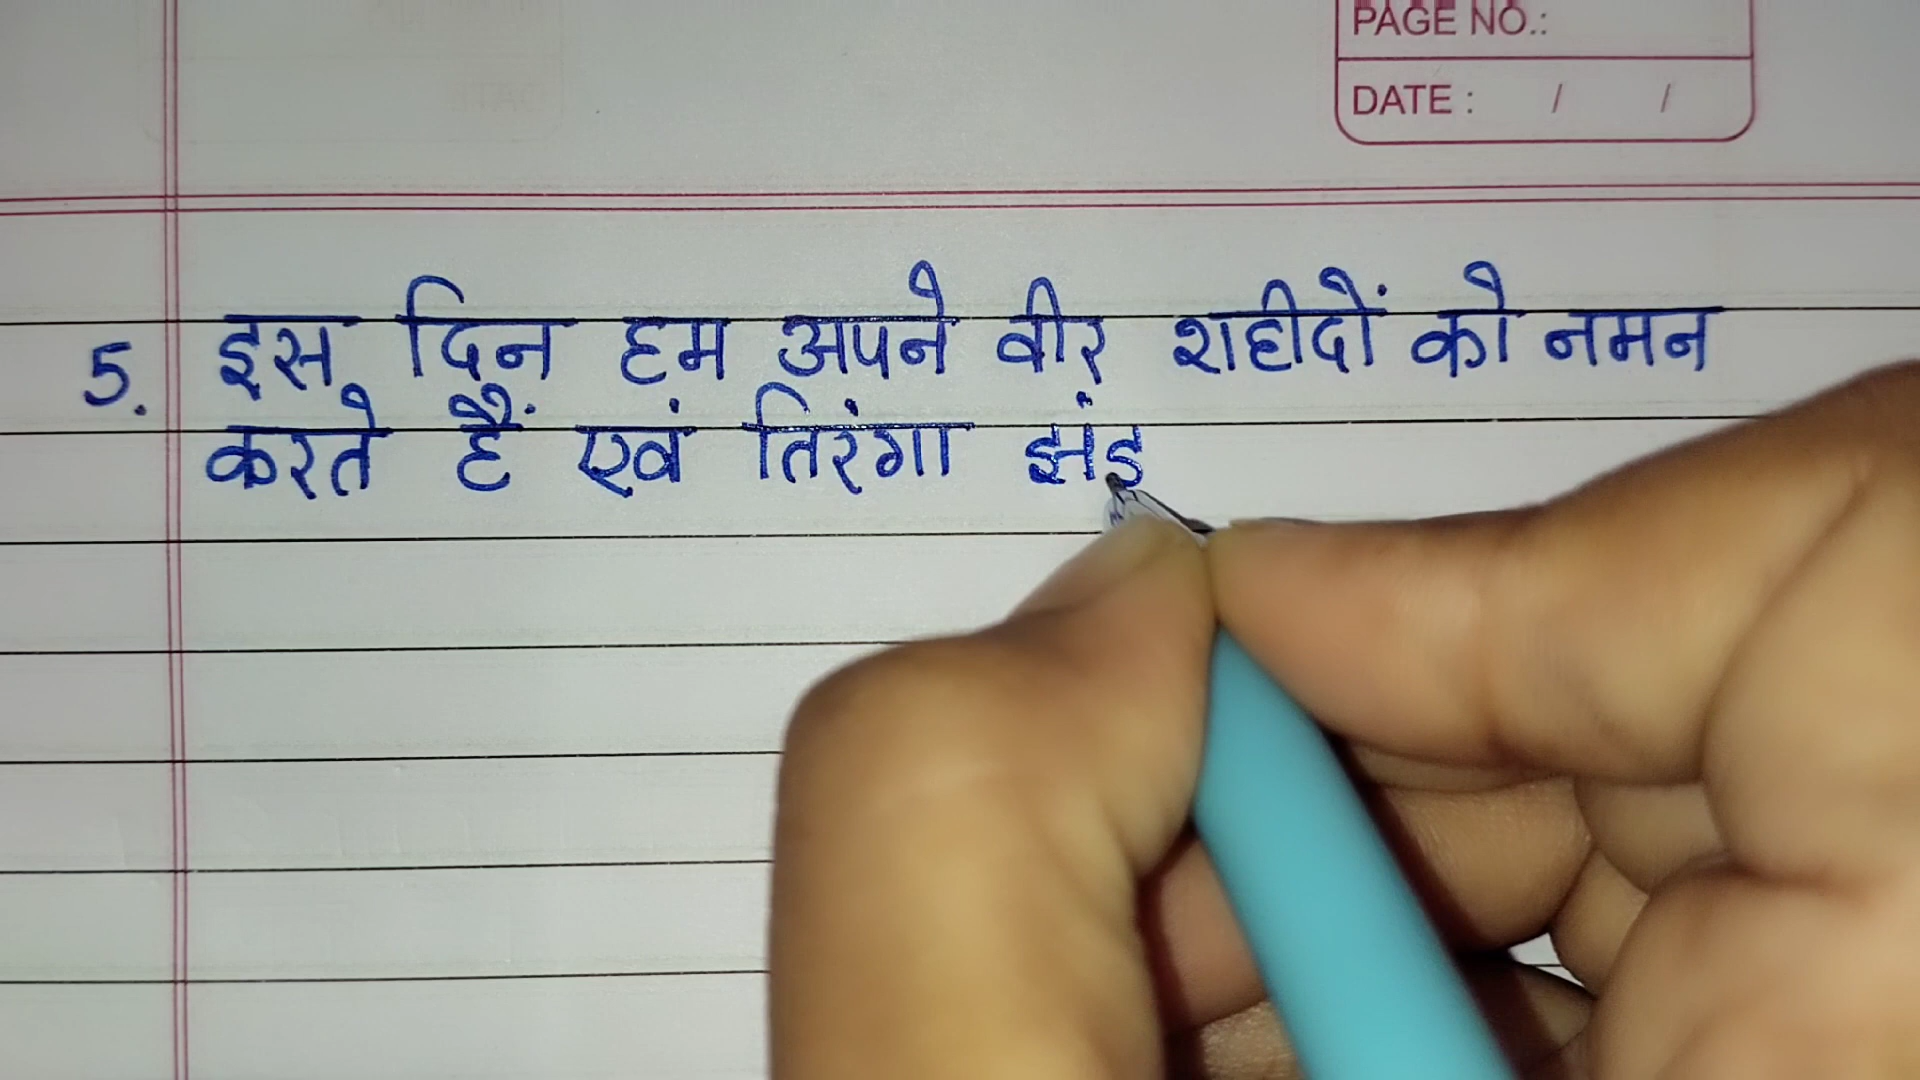 PAGE NO.:
DATE : / /
5. इस दिन हम अपने वीर शहीदों को नमन
करते हैं एवं तिरंगा झंड